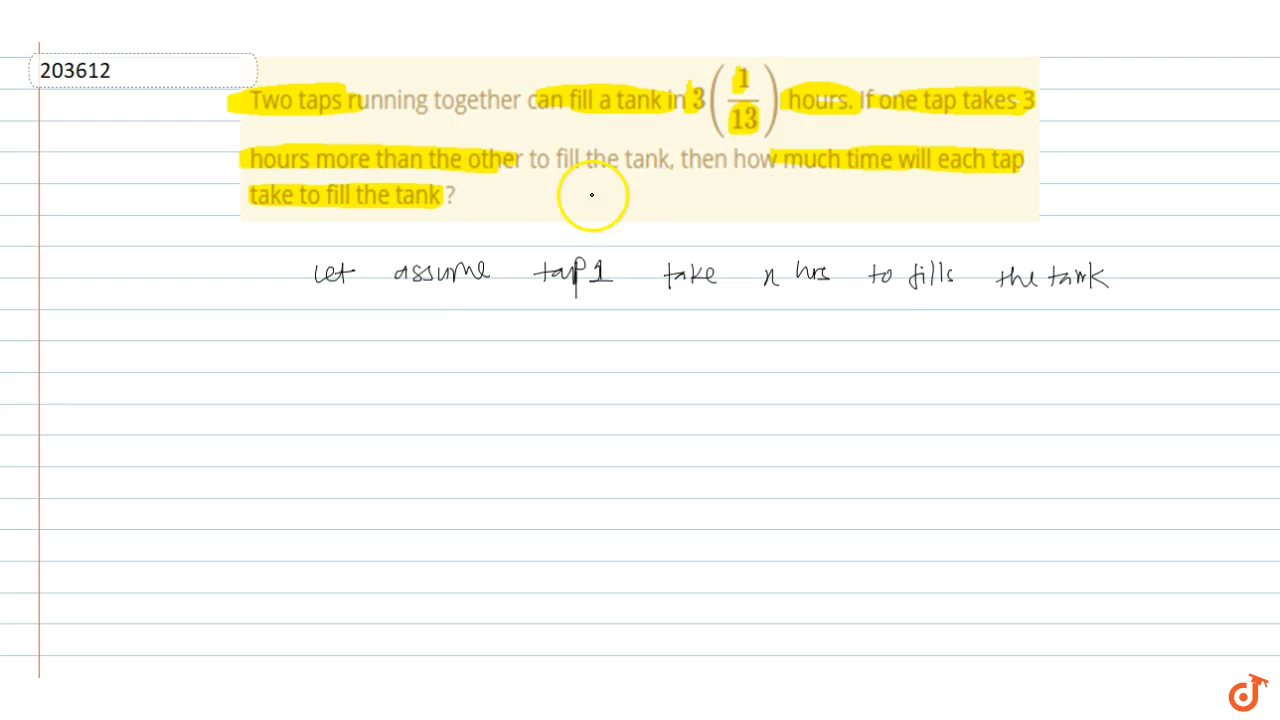 203612
Two taps running together can fill a tank in 3(1/13) hours. If one tap takes 3
hours more than the other to fill the tank, then how much time will each tap
take to fill the tank ?
Let assume tap 1 take x hrs to fills the tank